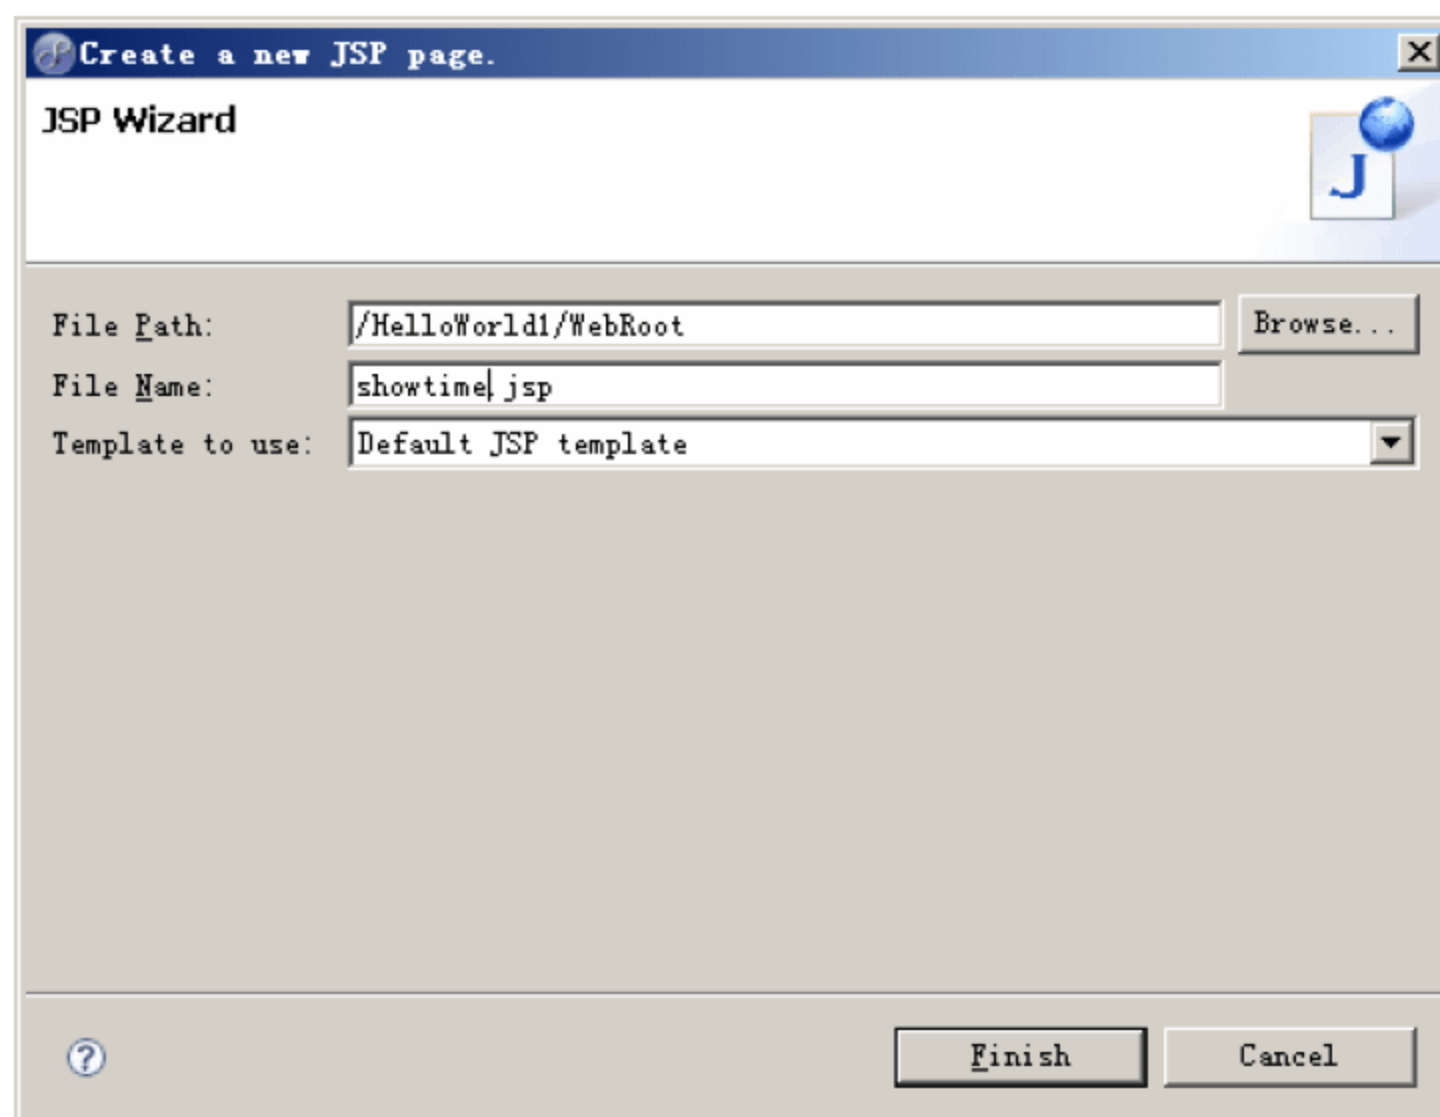 Create a new JSP page.
JSP Wizard
File Path: /HelloWorld1/WebRoot Browse...
File Name: showtime.jsp
Template to use: Default JSP template
Finish Cancel